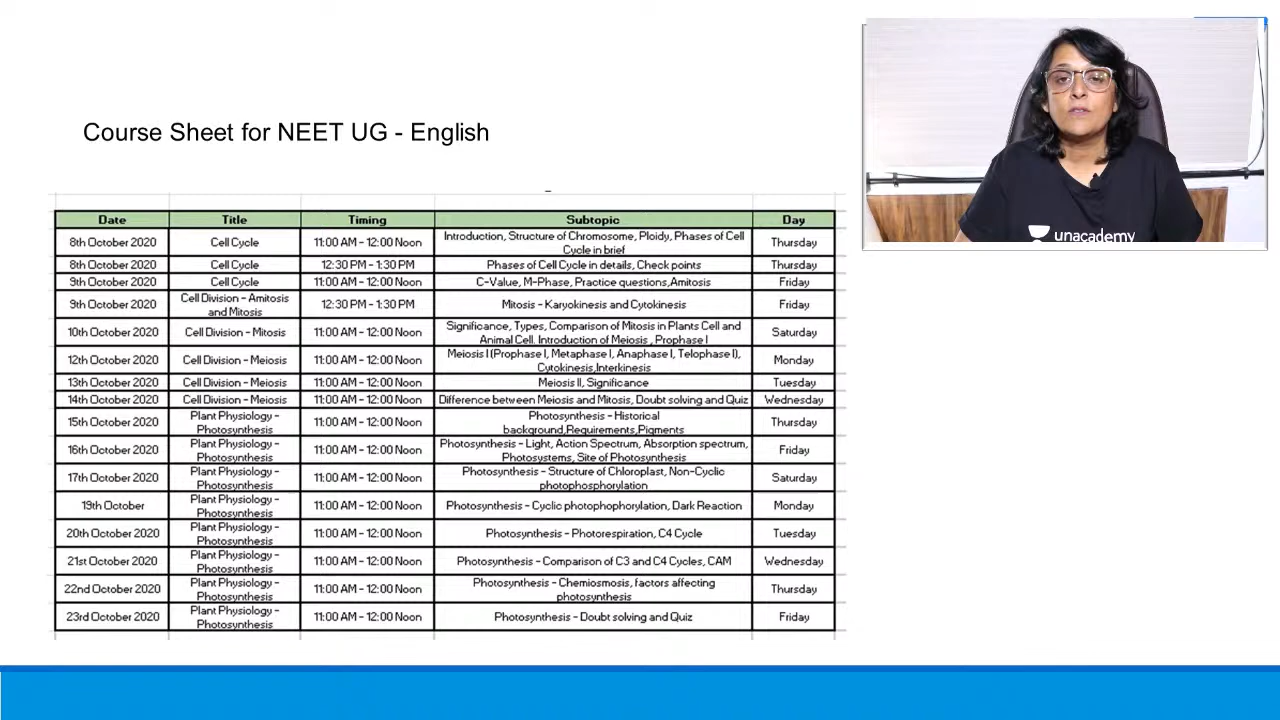 Course Sheet for NEET UG - English
unacademy
Date Title Timing Subtopic Day
8th October 2020 Cell Cycle 11:00 AM - 12:00 Noon Introduction, Structure of Chromosome, Ploidy, Phases of Cell
Cycle in brief Thursday
8th October 2020 Cell Cycle 12:30 PM - 1:30 PM Phases of Cell Cycle in details, Check points Thursday
9th October 2020 Cell Cycle 11:00 AM - 12:00 Noon C-Value, M-Phase, Practice questions,Amitosis Friday
9th October 2020 Cell Division - Amitosis
and Mitosis 12:30 PM - 1:30 PM Mitosis - Karyokinesis and Cytokinesis Friday
10th October 2020 Cell Division - Mitosis 11:00 AM - 12:00 Noon Significance, Types, Comparison of Mitosis in Plants Cell and
Animal Cell. Introduction of Meiosis , Prophase I Saturday
12th October 2020 Cell Division - Meiosis 11:00 AM - 12:00 Noon Meiosis I (Prophase I, Metaphase I, Anaphase I, Telophase I),
Cytokinesis,Interkinesis Monday
13th October 2020 Cell Division - Meiosis 11:00 AM - 12:00 Noon Meiosis II, Significance Tuesday
14th October 2020 Cell Division - Meiosis 11:00 AM - 12:00 Noon Difference between Meiosis and Mitosis, Doubt solving and Quiz Wednesday
15th October 2020 Plant Physiology -
Photosynthesis 11:00 AM - 12:00 Noon Photosynthesis - Historical
background,Requirements,Pigments Thursday
16th October 2020 Plant Physiology -
Photosynthesis 11:00 AM - 12:00 Noon Photosynthesis - Light, Action Spectrum, Absorption spectrum,
Photosystems, Site of Photosynthesis Friday
17th October 2020 Plant Physiology -
Photosynthesis 11:00 AM - 12:00 Noon Photosynthesis - Structure of Chloroplast, Non-Cyclic
photophosphorylation Saturday
19th October Plant Physiology -
Photosynthesis 11:00 AM - 12:00 Noon Photosynthesis - Cyclic photophophorylation, Dark Reaction Monday
20th October 2020 Plant Physiology -
Photosynthesis 11:00 AM - 12:00 Noon Photosynthesis - Photorespiration, C4 Cycle Tuesday
21st October 2020 Plant Physiology -
Photosynthesis 11:00 AM - 12:00 Noon Photosynthesis - Comparison of C3 and C4 Cycles, CAM Wednesday
22nd October 2020 Plant Physiology -
Photosynthesis 11:00 AM - 12:00 Noon Photosynthesis - Chemiosmosis, factors affecting
photosynthesis Thursday
23rd October 2020 Plant Physiology -
Photosynthesis 11:00 AM - 12:00 Noon Photosynthesis - Doubt solving and Quiz Friday